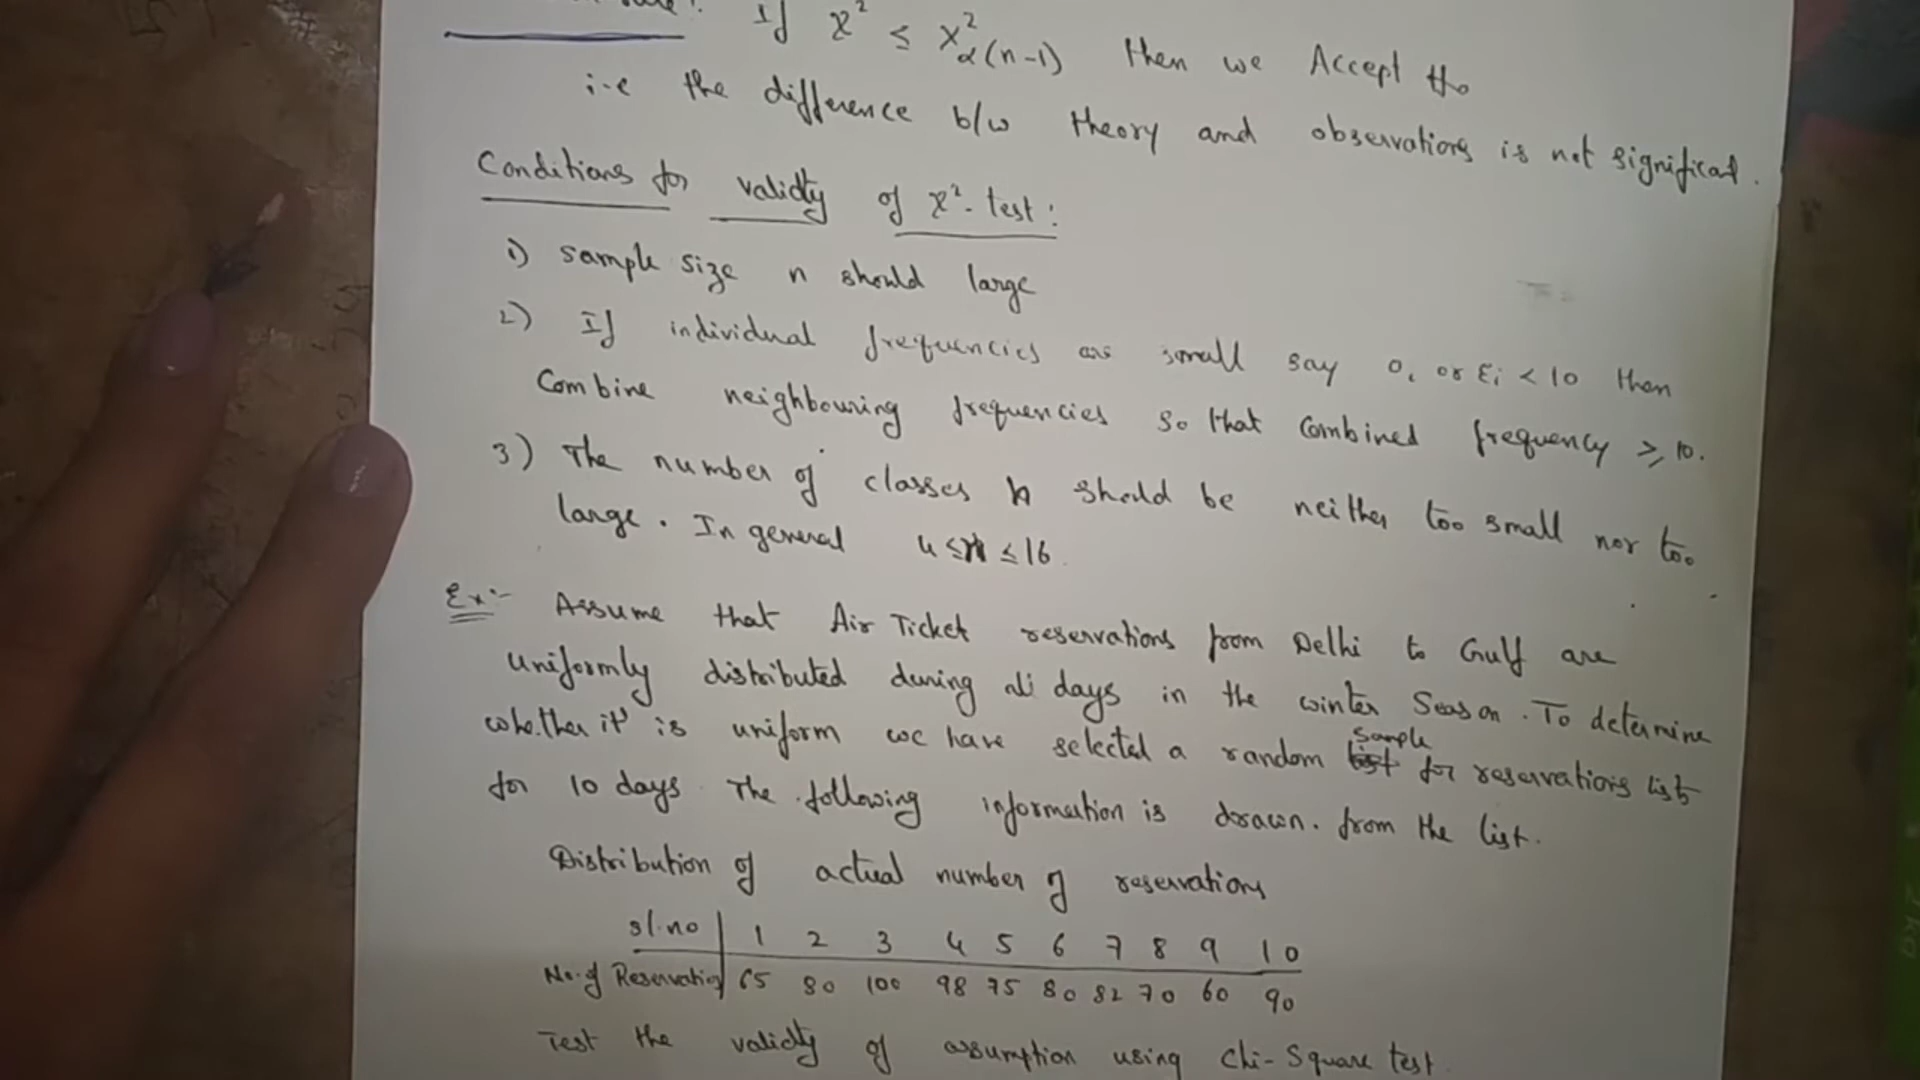 If χ² ≤ χ²α(n-1) then we Accept Ho
i.e the difference b/w theory and observations is not significant.
Conditions for validty of χ²- test:
1) sample size n should large
2) If individual frequencies are small say Oi or Ei < 10 then
Combine neighbouring frequencies so that Combined frequency ≥ 10.
3) The number of classes n should be neither too small nor too
large. In general 4 ≤ n ≤ 16
Ex:- Assume that Air Ticket reservations from Delhi to Gulf are
uniformly distributed during all days in the winter Season. To determine
whether it is uniform we have selected a random sample for reservations lists
for 10 days. The following information is drawn. from the list.
Distribution of actual number of reservations
sl.no 1 2 3 4 5 6 7 8 9 10
No.of Reservation 65 80 100 98 75 80 82 70 60 90
Test the validty of assumption using Chi-Square test.